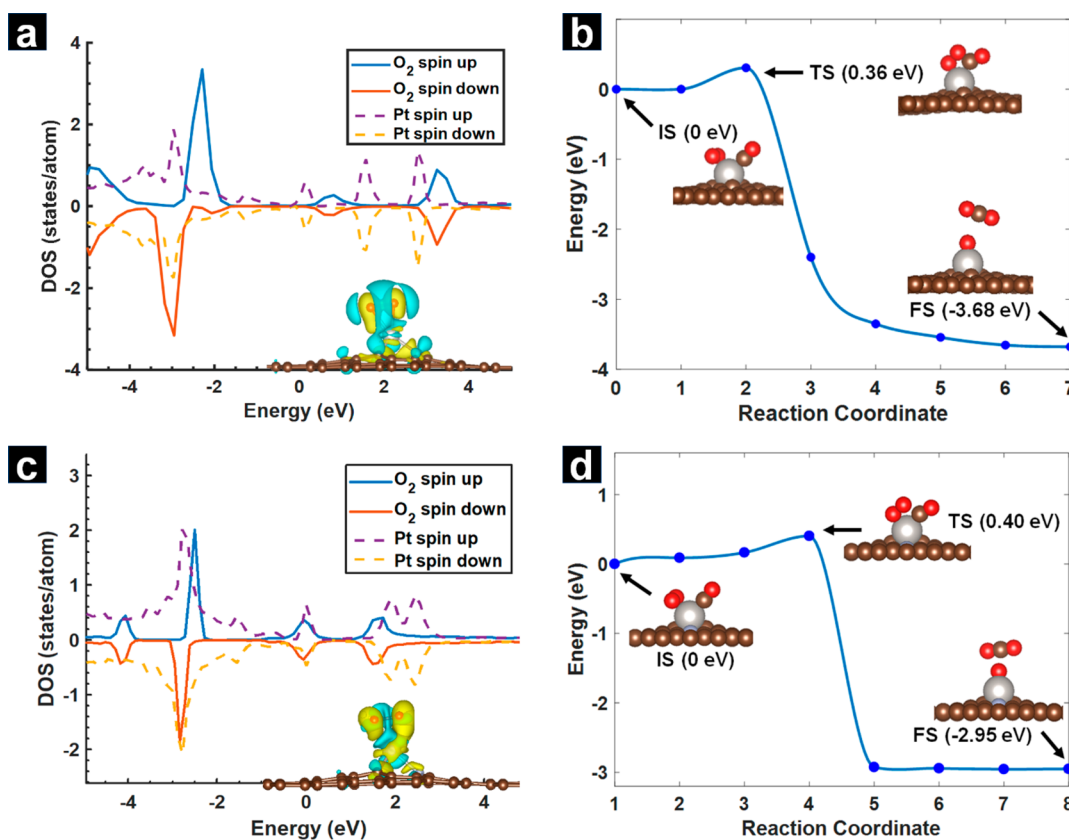 a
4
2
0
-2
-4
-4
-2
0
2
4
DOS (states/atom)
Energy (eV)
O2 spin up
O2 spin down
Pt spin up
Pt spin down
b
0
-1
-2
-3
-4
0
1
2
3
4
5
6
7
Energy (eV)
Reaction Coordinate
TS (0.36 eV)
IS (0 eV)
FS (-3.68 eV)
c
3
2
1
0
-1
-2
-4
-2
0
2
4
DOS (states/atom)
Energy (eV)
O2 spin up
O2 spin down
Pt spin up
Pt spin down
d
1
0
-1
-2
-3
1
2
3
4
5
6
7
8
Energy (eV)
Reaction Coordinate
TS (0.40 eV)
IS (0 eV)
FS (-2.95 eV)